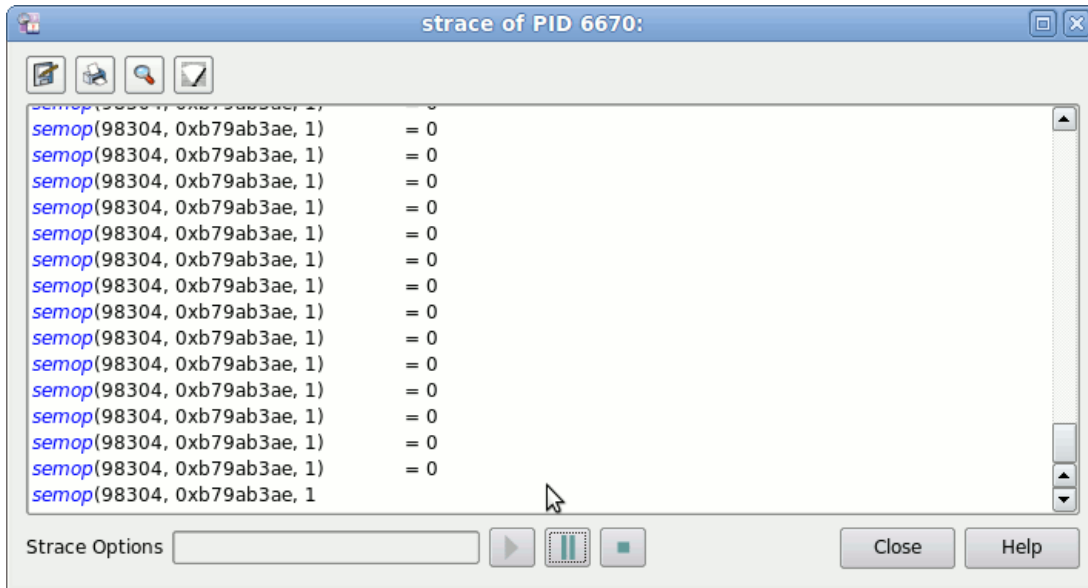 strace of PID 6670:
semop(98304, 0xb79ab3ae, 1) = 0
semop(98304, 0xb79ab3ae, 1) = 0
semop(98304, 0xb79ab3ae, 1) = 0
semop(98304, 0xb79ab3ae, 1) = 0
semop(98304, 0xb79ab3ae, 1) = 0
semop(98304, 0xb79ab3ae, 1) = 0
semop(98304, 0xb79ab3ae, 1) = 0
semop(98304, 0xb79ab3ae, 1) = 0
semop(98304, 0xb79ab3ae, 1) = 0
semop(98304, 0xb79ab3ae, 1) = 0
semop(98304, 0xb79ab3ae, 1) = 0
semop(98304, 0xb79ab3ae, 1) = 0
semop(98304, 0xb79ab3ae, 1) = 0
semop(98304, 0xb79ab3ae, 1) = 0
semop(98304, 0xb79ab3ae, 1
Strace Options Close Help